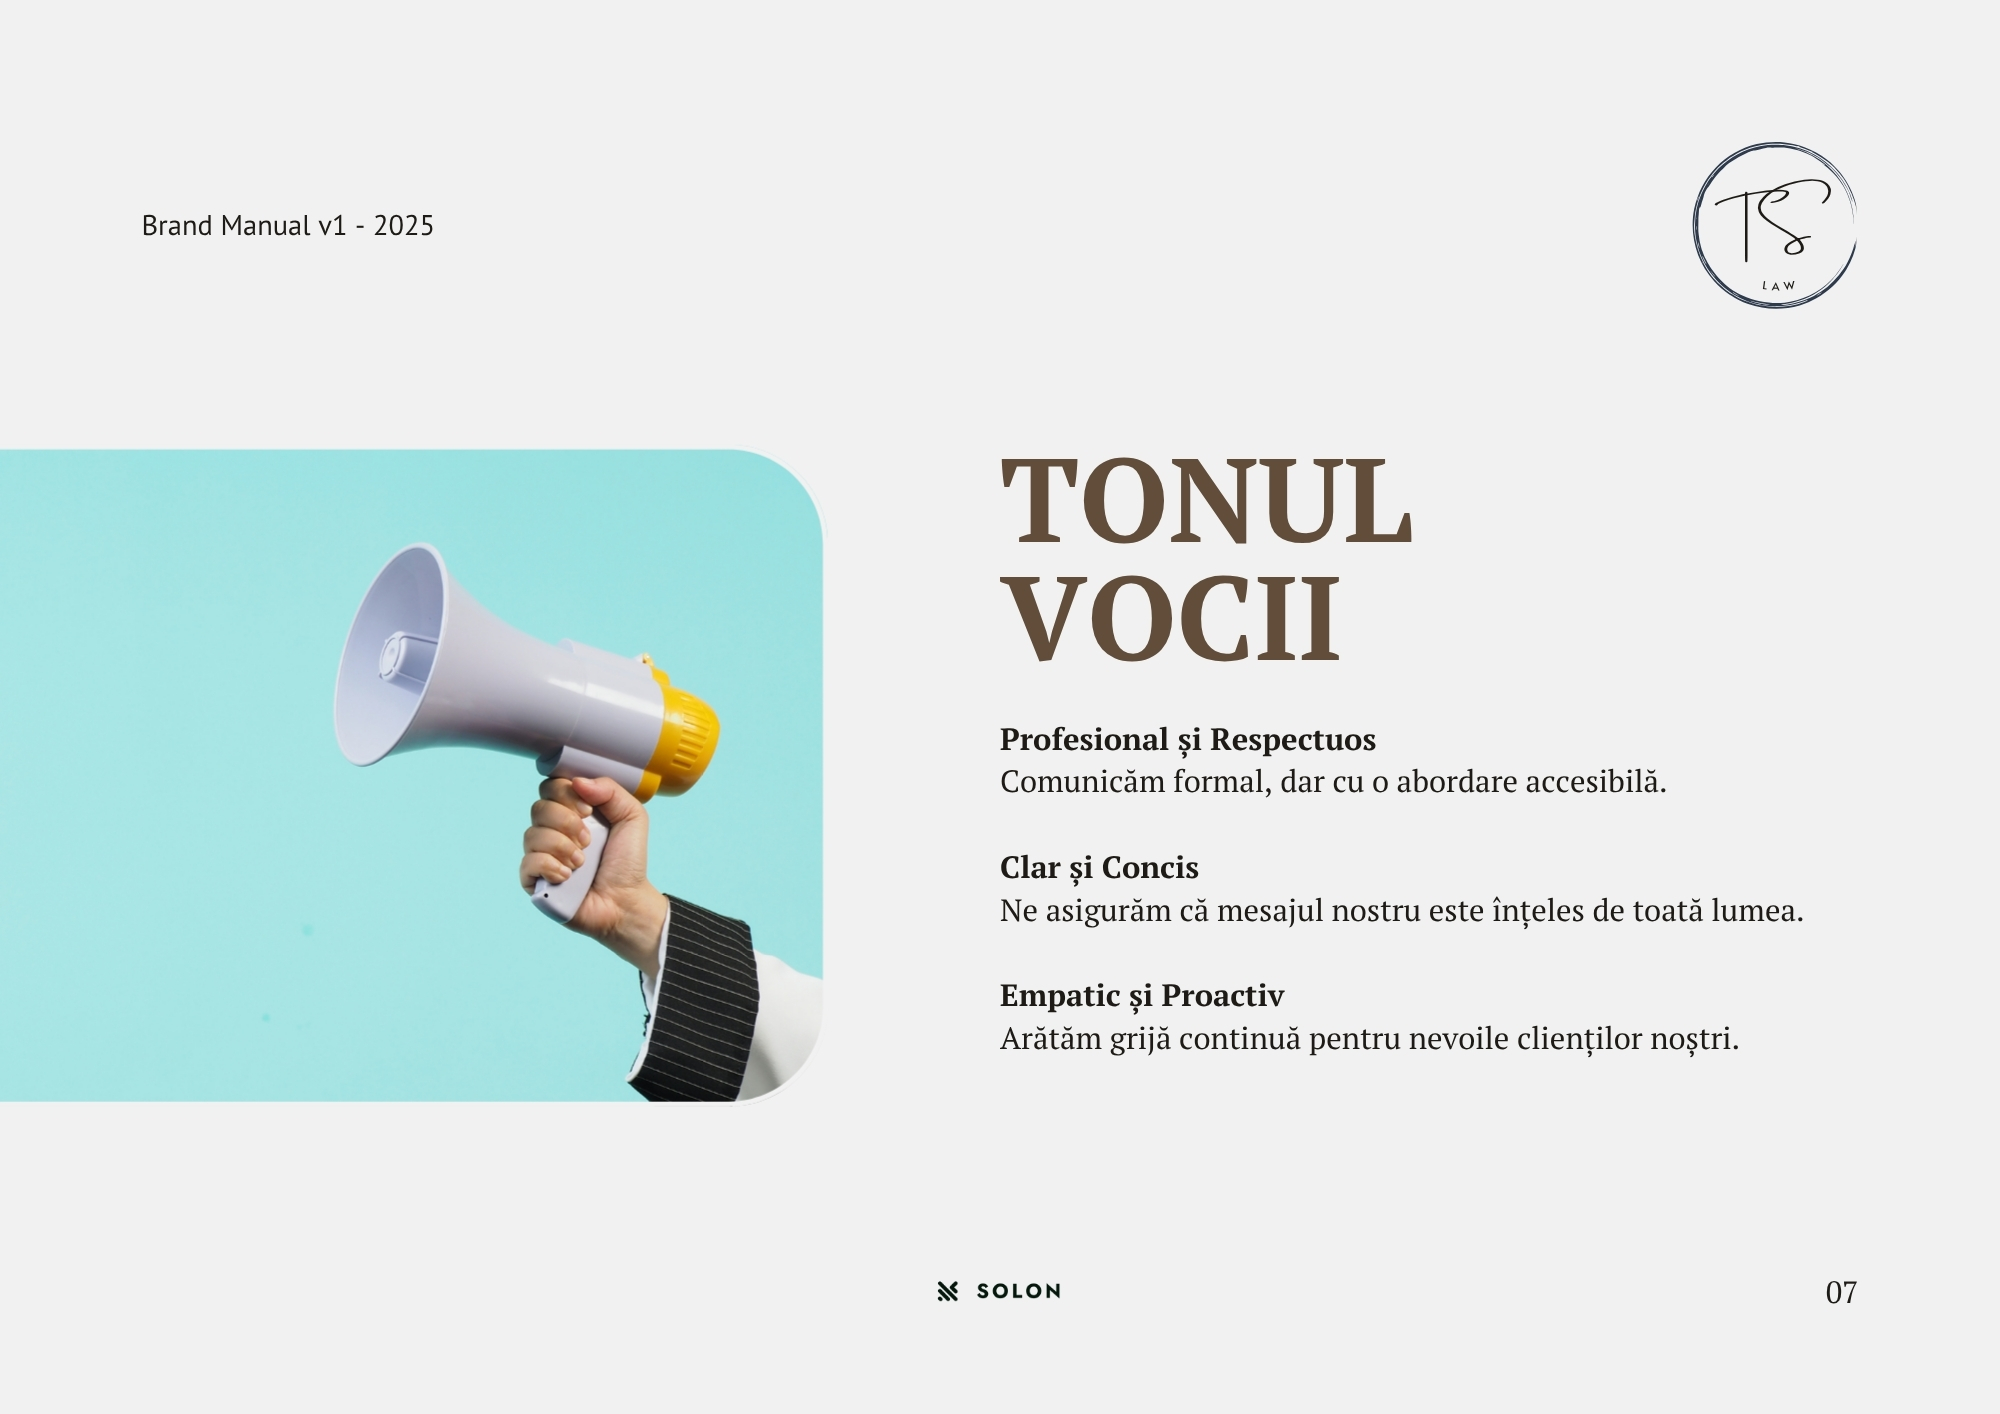 Brand Manual v1 - 2025
TS
LAW
TONUL
VOCII
Profesional și Respectuos
Comunicăm formal, dar cu o abordare accesibilă.
Clar și Concis
Ne asigurăm că mesajul nostru este înțeles de toată lumea.
Empatic și Proactiv
Arătăm grijă continuă pentru nevoile clienților noștri.
SOLON
07